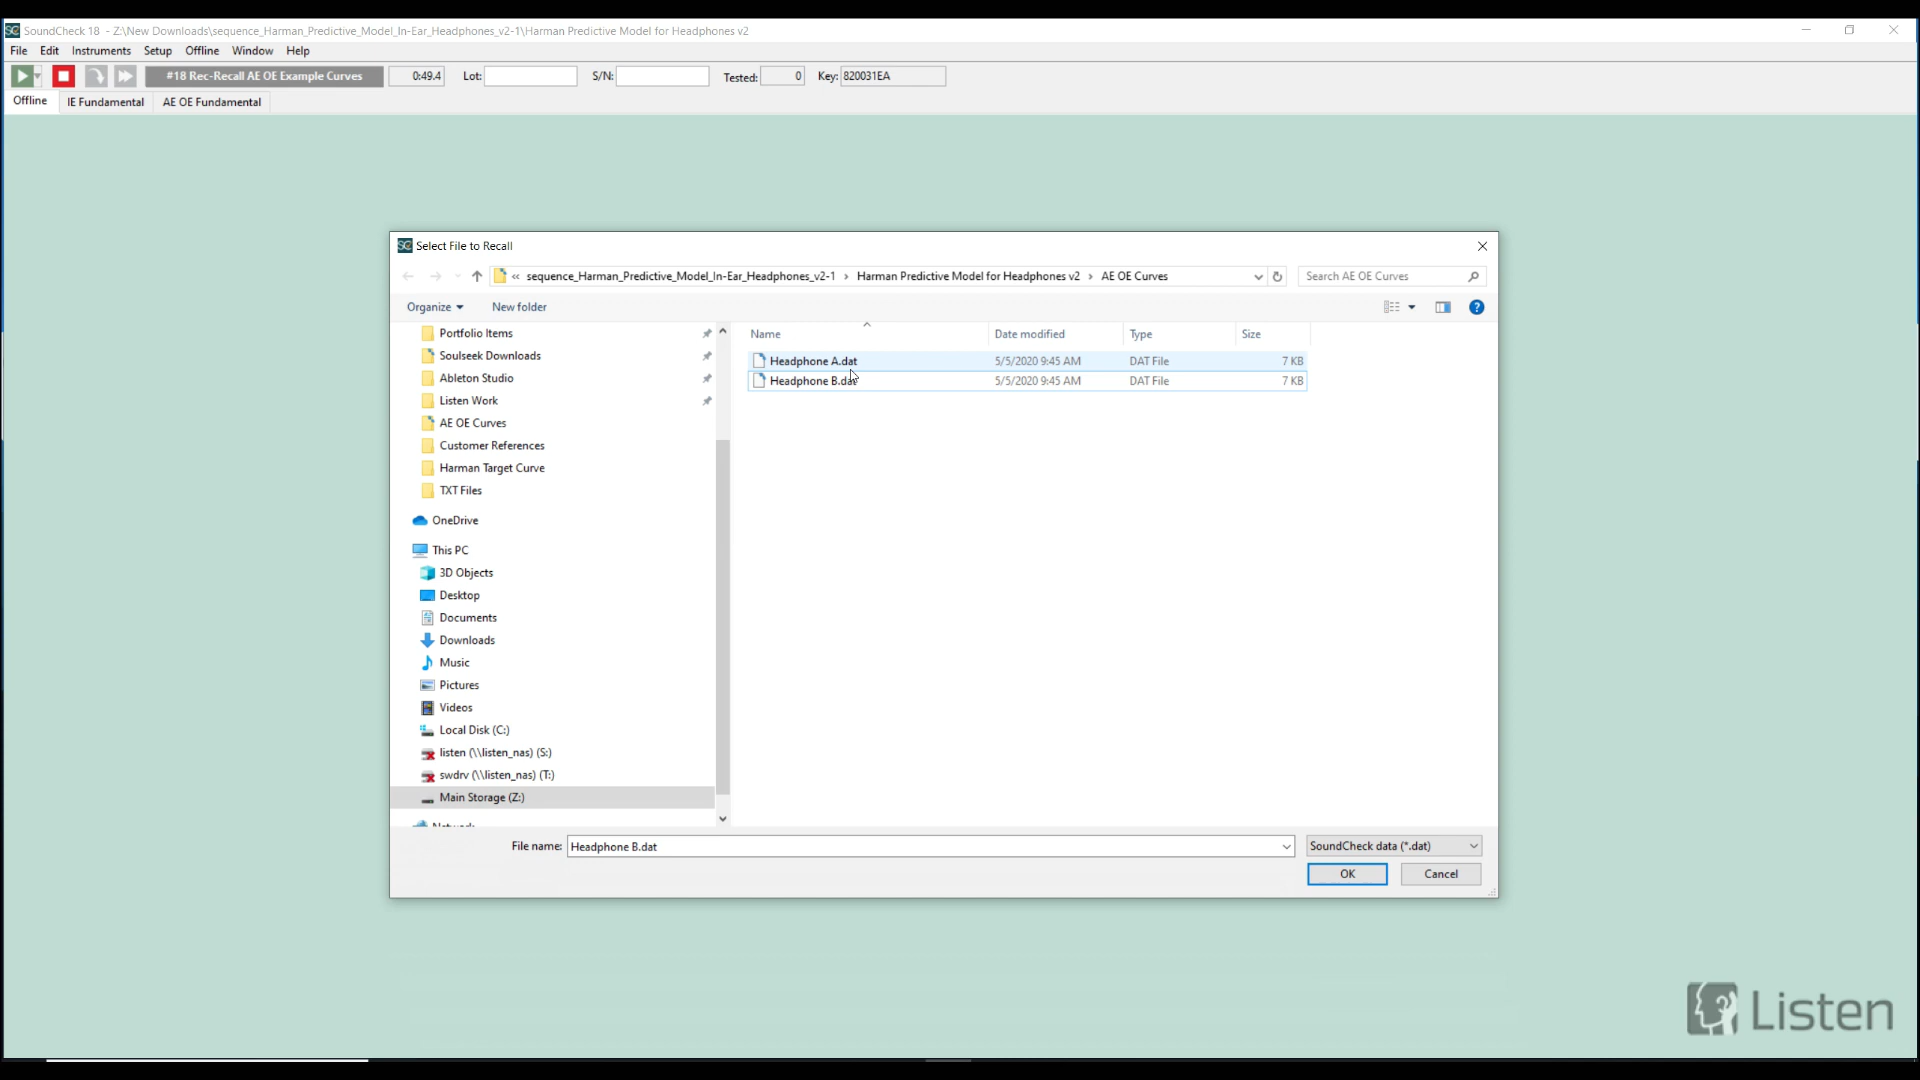 SoundCheck 18 - Z:\New Downloads\sequence_Harman_Predictive_Model_In-Ear_Headphones_v2-1\Harman Predictive Model for Headphones v2
File Edit Instruments Setup Offline Window Help
#18 Rec-Recall AE OE Example Curves 0:49.4 Lot: S/N: Tested: 0 Key: 820031EA
Offline IE Fundamental AE OE Fundamental
Select File to Recall
« sequence_Harman_Predictive_Model_In-Ear_Headphones_v2-1 › Harman Predictive Model for Headphones v2 › AE OE Curves Search AE OE Curves
Organize New folder
Name Date modified Type Size
Headphone A.dat 5/5/2020 9:45 AM DAT File 7 KB
Headphone B.dat 5/5/2020 9:45 AM DAT File 7 KB
Portfolio Items
Soulseek Downloads
Ableton Studio
Listen Work
AE OE Curves
Customer References
Harman Target Curve
TXT Files
OneDrive
This PC
3D Objects
Desktop
Documents
Downloads
Music
Pictures
Videos
Local Disk (C:)
listen (\\listen_nas) (S:)
swdrv (\\listen_nas) (T:)
Main Storage (Z:)
Network
File name: Headphone B.dat SoundCheck data (*.dat)
OK Cancel
Listen